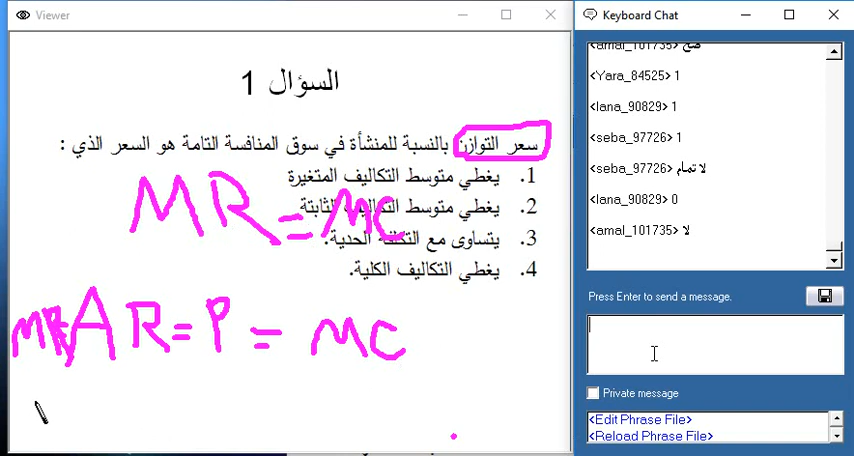 Viewer
السؤال 1
سعر التوازن بالنسبة للمنشأة في سوق المنافسة التامة هو السعر الذي :
1. يغطي متوسط التكاليف المتغيرة
2. يغطي متوسط التكاليف الثابتة
3. يتساوى مع التكلفة الحدية.
4. يغطي التكاليف الكلية.
MR = MC
MR=AR = P = MC
Keyboard Chat
<amal_101735> صح
<Yara_84525> 1
<lana_90829> 1
<seba_97726> 1
<seba_97726> لا تمام
<lana_90829> 0
<amal_101735> لا
Press Enter to send a message.
Private message
<Edit Phrase File>
<Reload Phrase File>